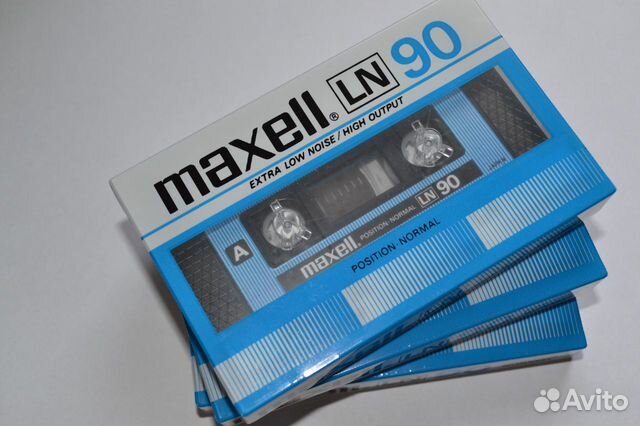 maxell® LN 90
EXTRA LOW NOISE / HIGH OUTPUT
A
maxell. POSITION·NORMAL LN 90
POSITION·NORMAL
Avito